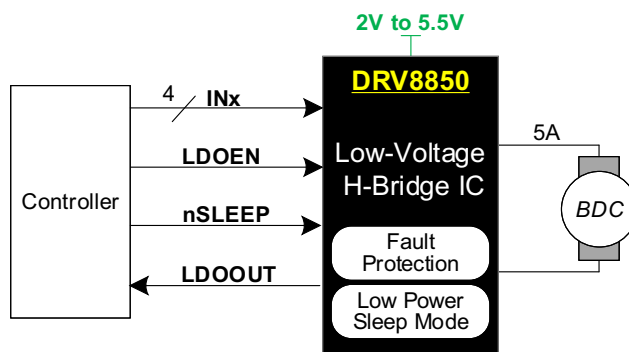 2V to 5.5V
DRV8850
4
INx
5A
LDOEN
Low-Voltage
H-Bridge IC
Controller
nSLEEP
BDC
Fault
Protection
LDOOUT
Low Power
Sleep Mode